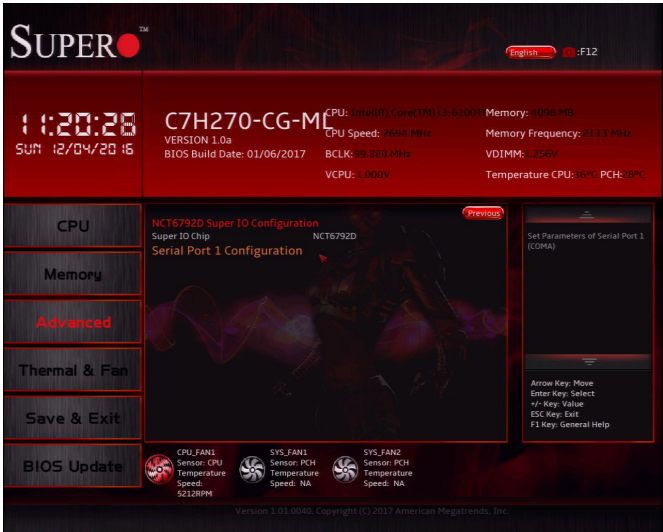 SUPER TM
English :F12
11:20:28
SUN 12/04/2016
C7H270-CG-ML
VERSION 1.0a
BIOS Build Date: 01/06/2017
CPU: Intel(R) Core(TM) i3-6100T
CPU Speed: 2694 MHz
BCLK: MHz
VCPU: 1.000V
Memory: 4096 MB
Memory Frequency: 2133 MHz
VDIMM: 1.256V
Temperature CPU:36°C PCH:28°C
CPU
Memory
Advanced
Thermal & Fan
Save & Exit
BIOS Update
Previous
NCT6792D Super IO Configuration
Super IO Chip NCT6792D
Serial Port 1 Configuration
Set Parameters of Serial Port 1
(COMA)
Arrow Key: Move
Enter Key: Select
+/- Key: Value
ESC Key: Exit
F1 Key: General Help
CPU_FAN1
Sensor: CPU
Temperature
Speed:
5212RPM
SYS_FAN1
Sensor: PCH
Temperature
Speed: NA
SYS_FAN2
Sensor: PCH
Temperature
Speed: NA
Version 1.01.0040. Copyright (C) 2017 American Megatrends, Inc.